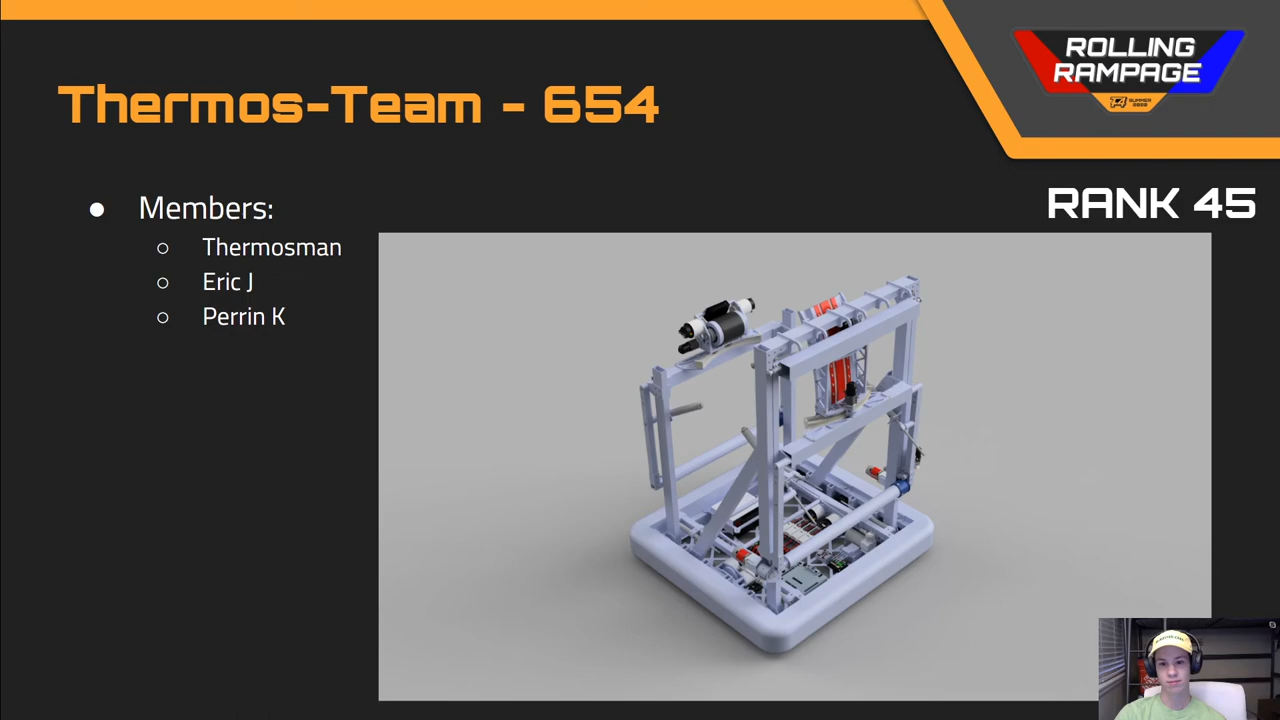 ROLLING
RAMPAGE
Thermos-Team - 654
RANK 45
Members:
Thermosman
Eric J
Perrin K